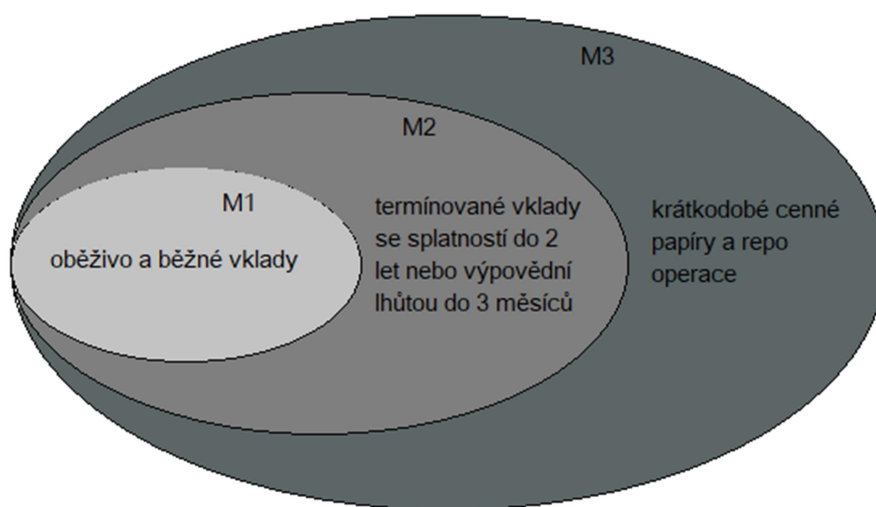 M3
M2
M1
oběživo a běžné vklady
termínované vklady
se splatností do 2
let nebo výpovědní
lhůtou do 3 měsíců
krátkodobé cenné
papíry a repo
operace